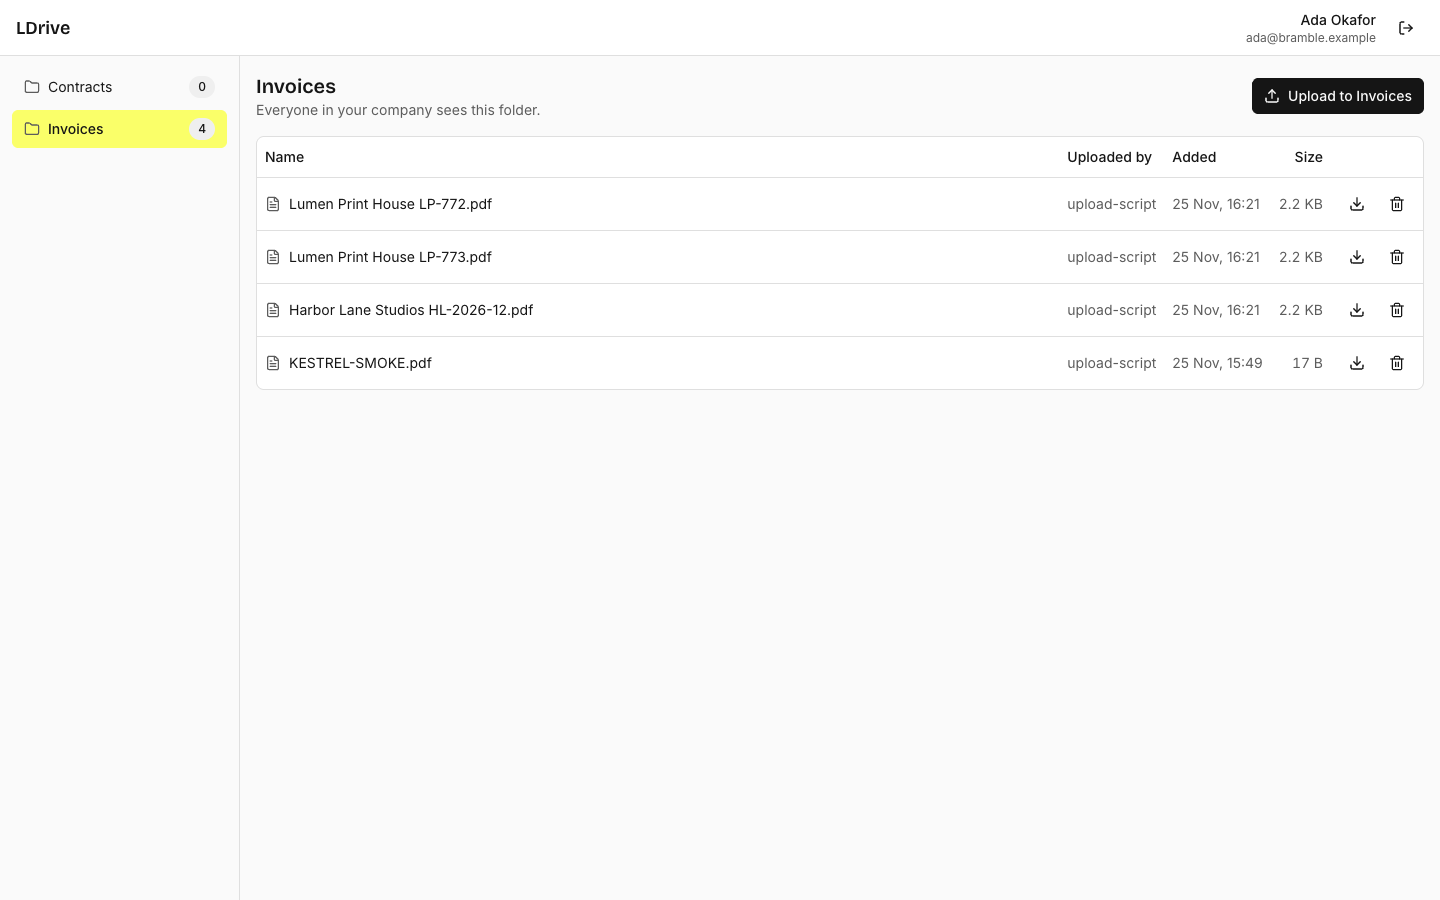 LDrive
Ada Okafor
ada@bramble.example
Contracts 0
Invoices 4
Invoices
Everyone in your company sees this folder.
Upload to Invoices
Name Uploaded by Added Size
Lumen Print House LP-772.pdf upload-script 25 Nov, 16:21 2.2 KB
Lumen Print House LP-773.pdf upload-script 25 Nov, 16:21 2.2 KB
Harbor Lane Studios HL-2026-12.pdf upload-script 25 Nov, 16:21 2.2 KB
KESTREL-SMOKE.pdf upload-script 25 Nov, 15:49 17 B